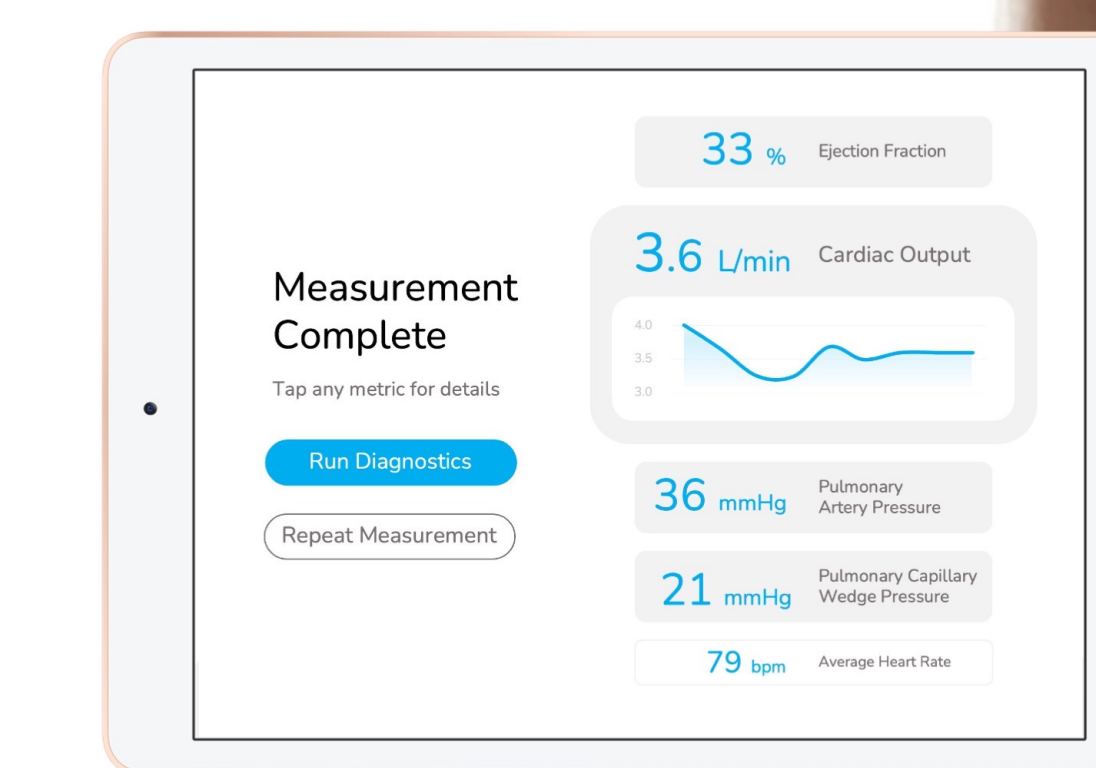 Measurement
Complete
Tap any metric for details
Run Diagnostics
Repeat Measurement
33 % Ejection Fraction
3.6 L/min Cardiac Output
4.0
3.5
3.0
36 mmHg Pulmonary
Artery Pressure
21 mmHg Pulmonary Capillary
Wedge Pressure
79 bpm Average Heart Rate